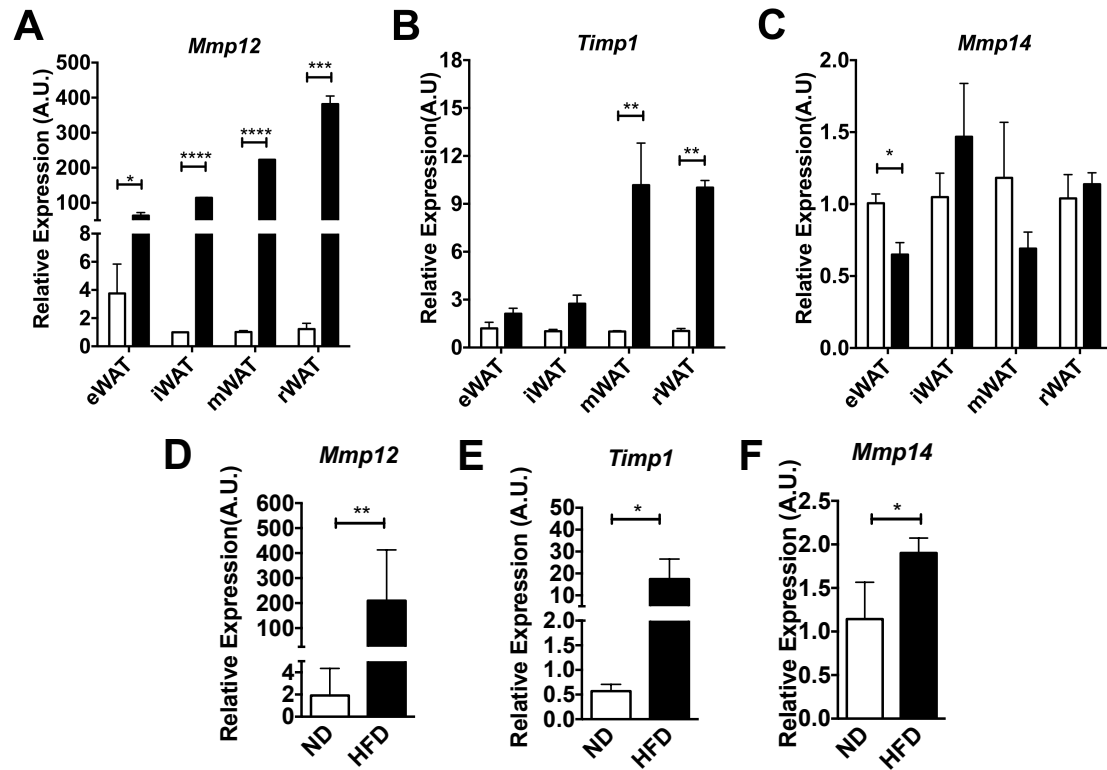 A
Mmp12
Relative Expression (A.U.)
500
400
300
200
100
8
6
4
2
0
*
****
****
***
eWAT
iWAT
mWAT
rWAT
B
Timp1
Relative Expression(A.U)
18
15
12
9
6
3
0
**
**
eWAT
iWAT
mWAT
rWAT
C
Mmp14
Relative Expression(A.U)
2.0
1.5
1.0
0.5
0.0
*
eWAT
iWAT
mWAT
rWAT
D
Mmp12
Relative Expression(A.U.)
600
500
400
300
200
100
4
2
0
**
ND
HFD
E
Timp1
Relative Expression (A.U.)
50
40
30
20
10
2.0
1.5
1.0
0.5
0.0
*
ND
HFD
F
Mmp14
Relative Expression (A.U.)
2.5
2.0
1.5
1.0
0.5
0.0
*
ND
HFD